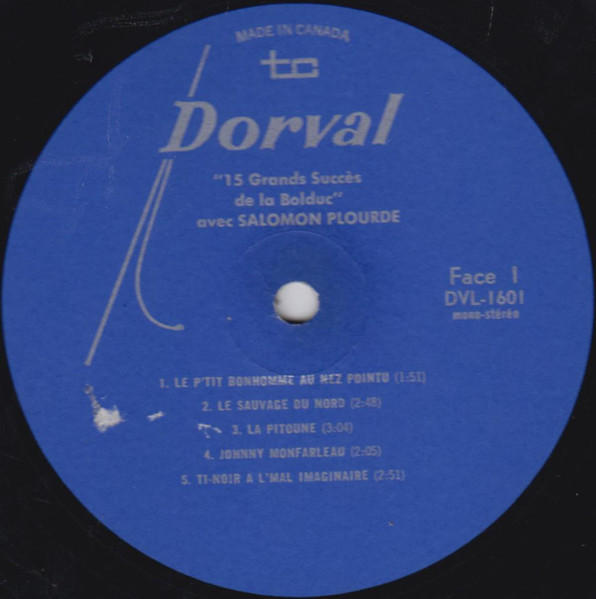 MADE IN CANADA
tc
Dorval
"15 Grands Succès
de la Bolduc"
avec SALOMON PLOURDE
Face 1
DVL-1601
mono-stéréo
1. LE P'TIT BONHOMME AU NEZ POINTU (1:51)
2. LE SAUVAGE DU NORD (2:48)
3. LA PITOUNE (3:04)
4. JOHNNY MONFARLEAU (2:05)
5. TI-NOIR A L'MAL IMAGINAIRE (2:51)